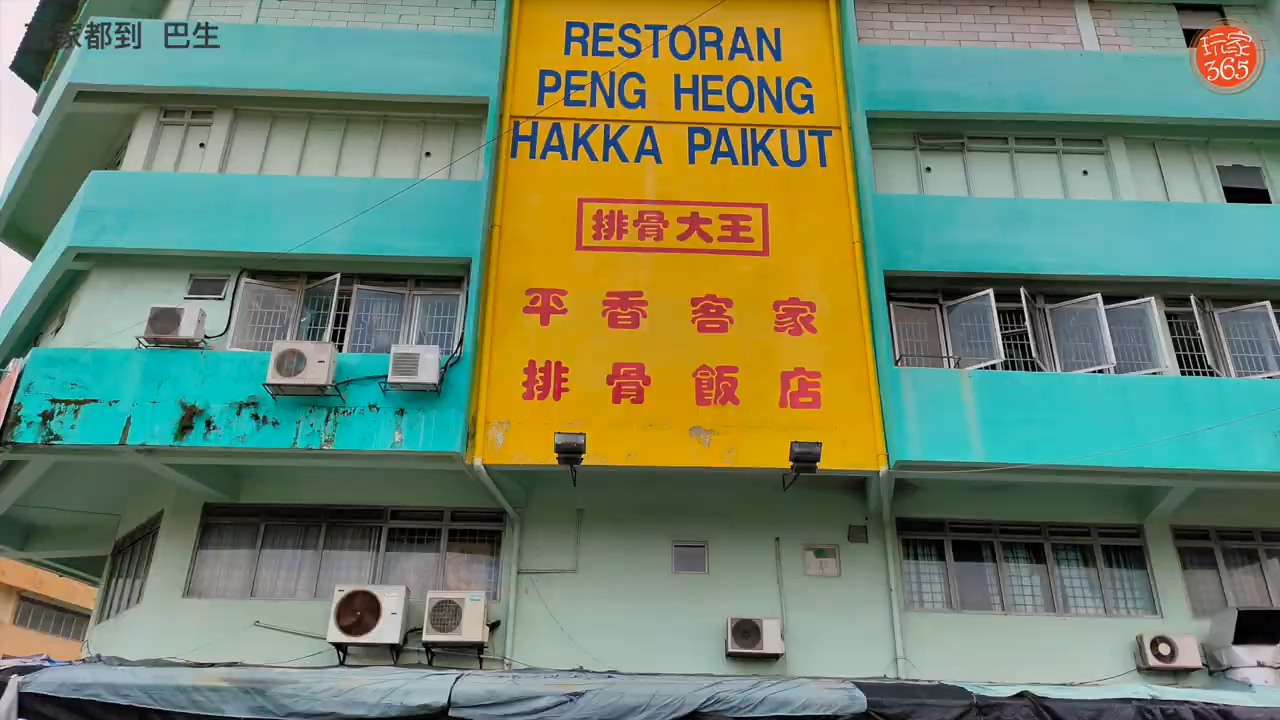 家都到 巴生
玩家
365
RESTORAN
PENG HEONG
HAKKA PAIKUT
排骨大王
平香客家
排骨飯店